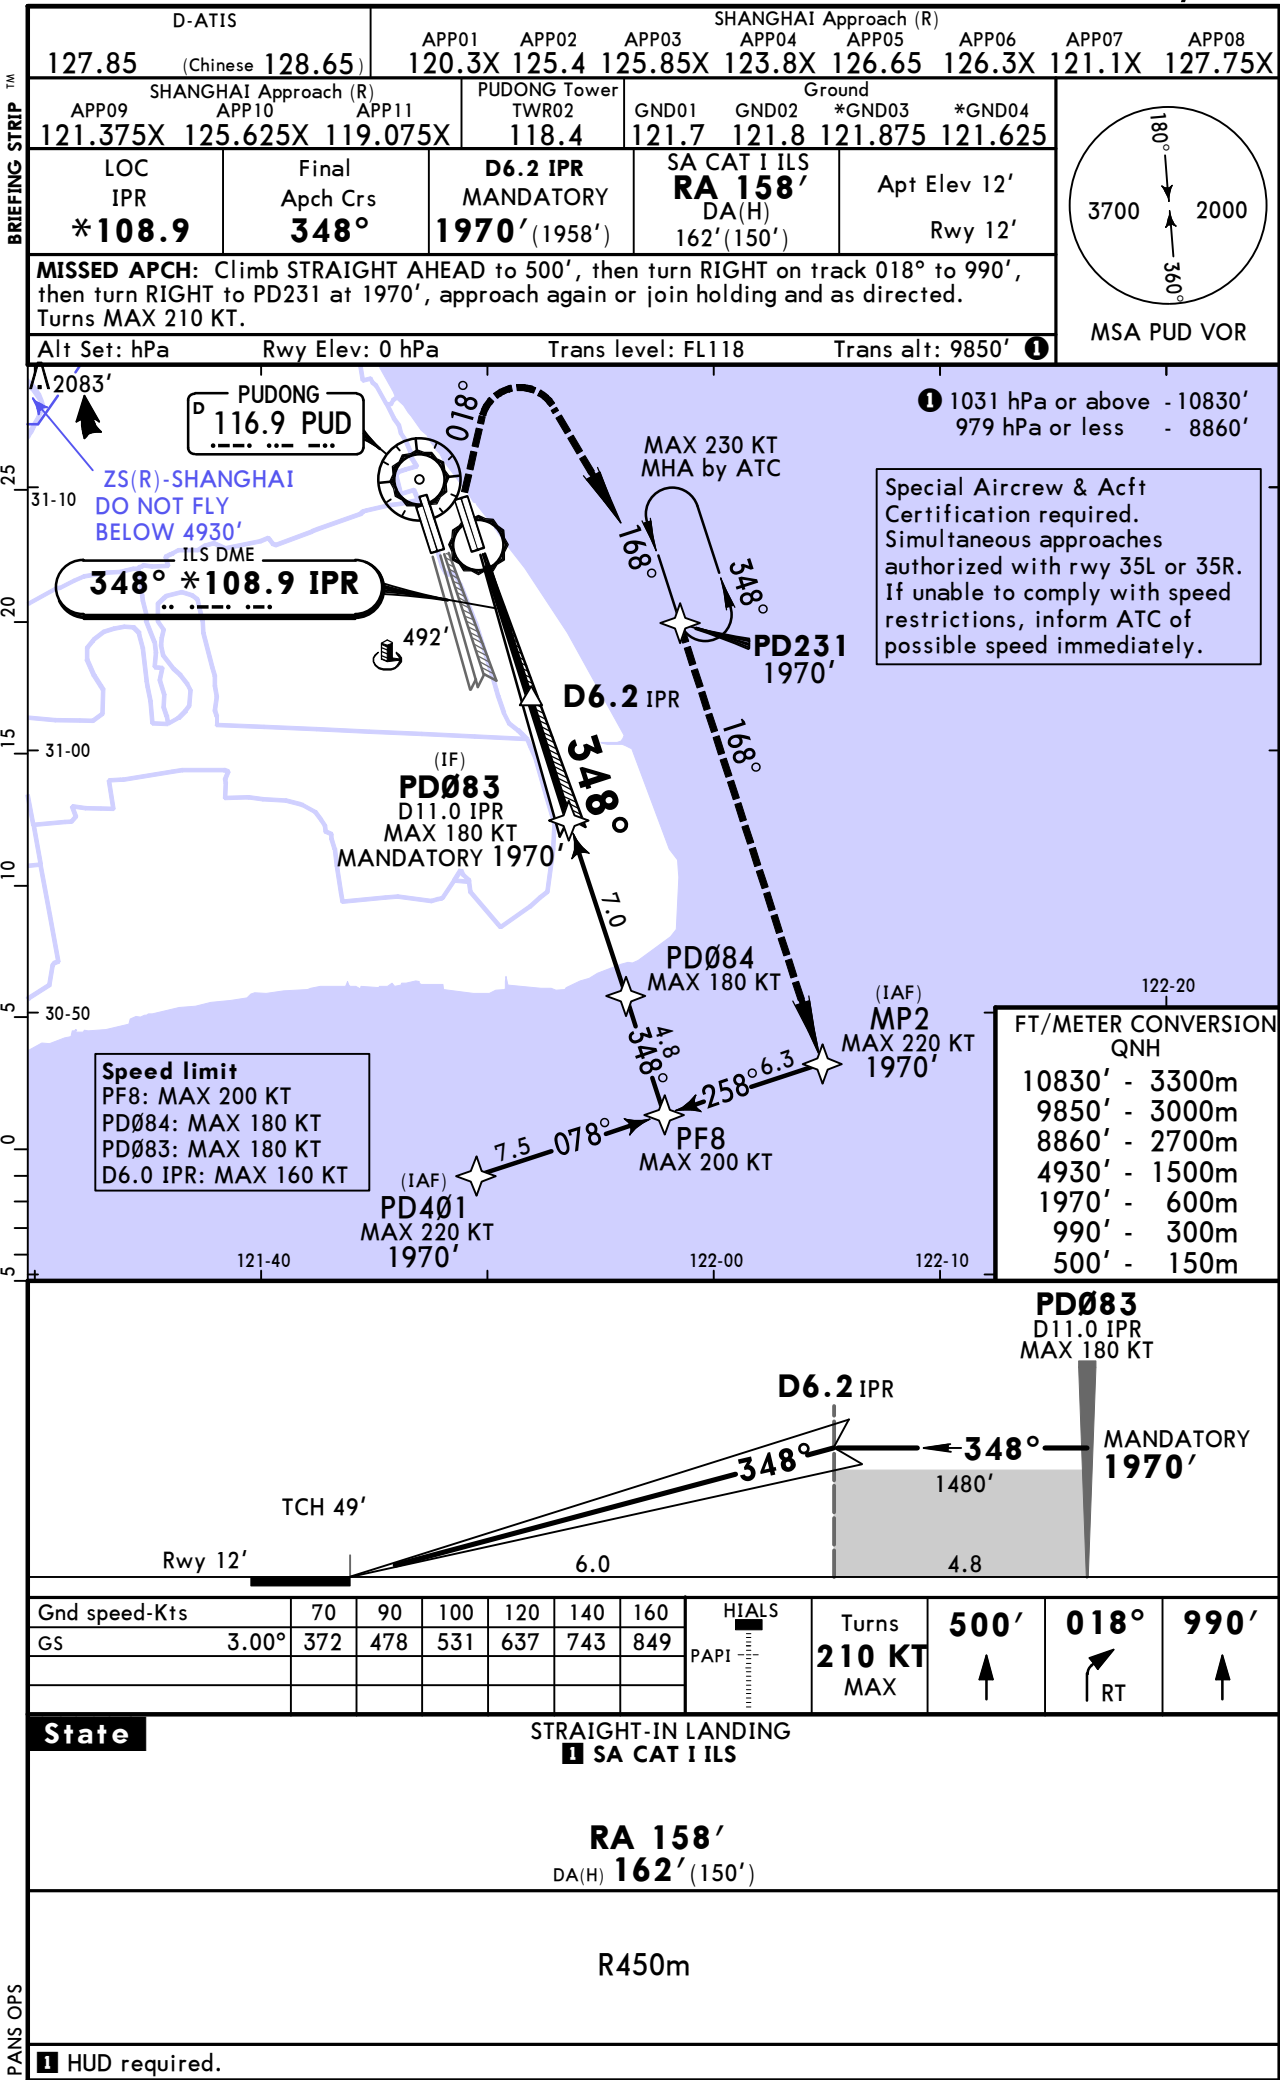 D-ATIS
127.85 (Chinese 128.65)
SHANGHAI Approach (R)
APP01 APP02 APP03 APP04 APP05 APP06 APP07 APP08
120.3X 125.4 125.85X 123.8X 126.65 126.3X 121.1X 127.75X
SHANGHAI Approach (R)
APP09 APP10 APP11
121.375X 125.625X 119.075X
PUDONG Tower
TWR02
118.4
Ground
GND01 GND02 *GND03 *GND04
121.7 121.8 121.875 121.625
BRIEFING STRIP TM
LOC
IPR
*108.9
Final
Apch Crs
348°
D6.2 IPR
MANDATORY
1970'(1958')
SA CAT I ILS
RA 158'
DA(H)
162'(150')
Apt Elev 12'
Rwy 12'
180°
3700 2000
360°
MSA PUD VOR
MISSED APCH: Climb STRAIGHT AHEAD to 500', then turn RIGHT on track 018° to 990',
then turn RIGHT to PD231 at 1970', approach again or join holding and as directed.
Turns MAX 210 KT.
Alt Set: hPa Rwy Elev: 0 hPa Trans level: FL118 Trans alt: 9850' 1
2083'
PUDONG
D 116.9 PUD
018°
1 1031 hPa or above - 10830'
979 hPa or less - 8860'
MAX 230 KT
MHA by ATC
ZS(R)-SHANGHAI
DO NOT FLY
BELOW 4930'
31-10
25
Special Aircrew & Acft
Certification required.
Simultaneous approaches
authorized with rwy 35L or 35R.
If unable to comply with speed
restrictions, inform ATC of
possible speed immediately.
ILS DME
348° *108.9 IPR
168°
348°
20
492'
PD231
1970'
D6.2 IPR
168°
15
31-00
348°
(IF)
PDØ83
D11.0 IPR
MAX 180 KT
MANDATORY 1970'
10
7.0
PDØ84
MAX 180 KT
5
30-50
(IAF)
MP2
MAX 220 KT
1970'
122-20
4.8
348°
6.3
258°
FT/METER CONVERSION
QNH
10830' - 3300m
9850' - 3000m
8860' - 2700m
4930' - 1500m
1970' - 600m
990' - 300m
500' - 150m
Speed limit
PF8: MAX 200 KT
PDØ84: MAX 180 KT
PDØ83: MAX 180 KT
D6.0 IPR: MAX 160 KT
0
7.5 078°
PF8
MAX 200 KT
(IAF)
PD4Ø1
MAX 220 KT
1970'
5
121-40 122-00 122-10
PDØ83
D11.0 IPR
MAX 180 KT
D6.2 IPR
348° 348°
MANDATORY
1970'
1480'
TCH 49'
Rwy 12'
6.0 4.8
Gnd speed-Kts 70 90 100 120 140 160
GS 3.00° 372 478 531 637 743 849
HIALS
PAPI
Turns
210 KT
MAX
500'
018°
RT
990'
State
STRAIGHT-IN LANDING
1 SA CAT I ILS
RA 158'
DA(H) 162'(150')
R450m
PANS OPS
1 HUD required.